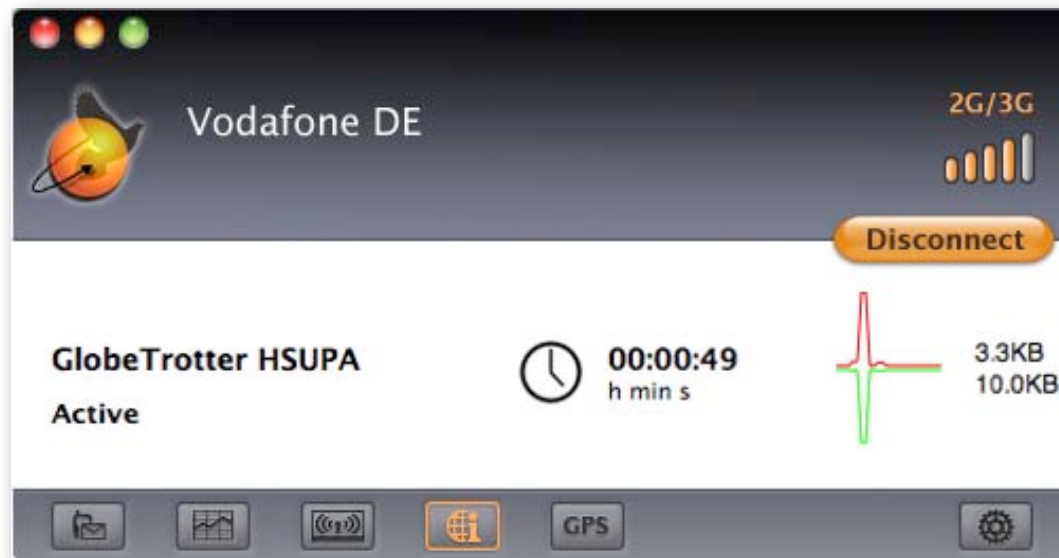 Vodafone DE
2G/3G
Disconnect
GlobeTrotter HSUPA
Active
00:00:49
h min s
3.3KB
10.0KB
GPS